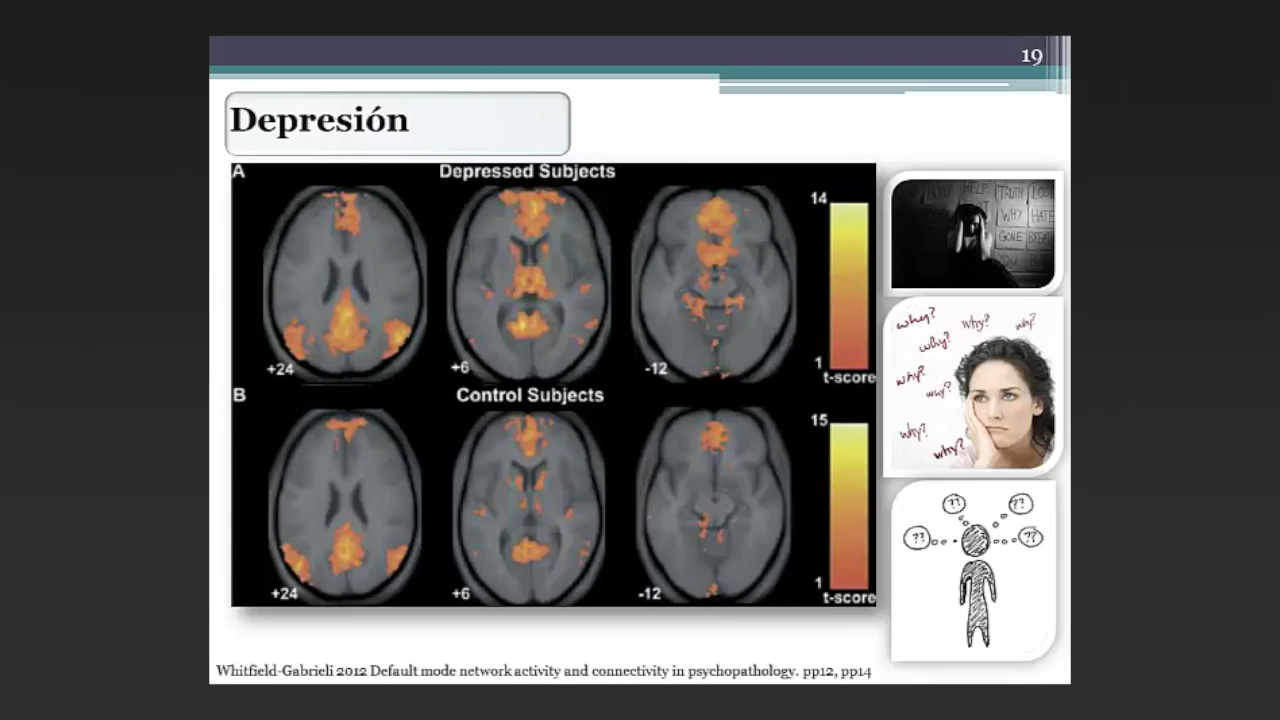 19
Depresión
A
Depressed Subjects
14
+24
+6
-12
1
t-score
B
Control Subjects
15
+24
+6
-12
1
t-score
HELP
TRUTH
WHY
HATE
GONE
why?
why?
why?
why?
why?
why?
why?
why?
??
??
??
??
Whitfield-Gabrieli 2012 Default mode network activity and connectivity in psychopathology. pp12, pp14